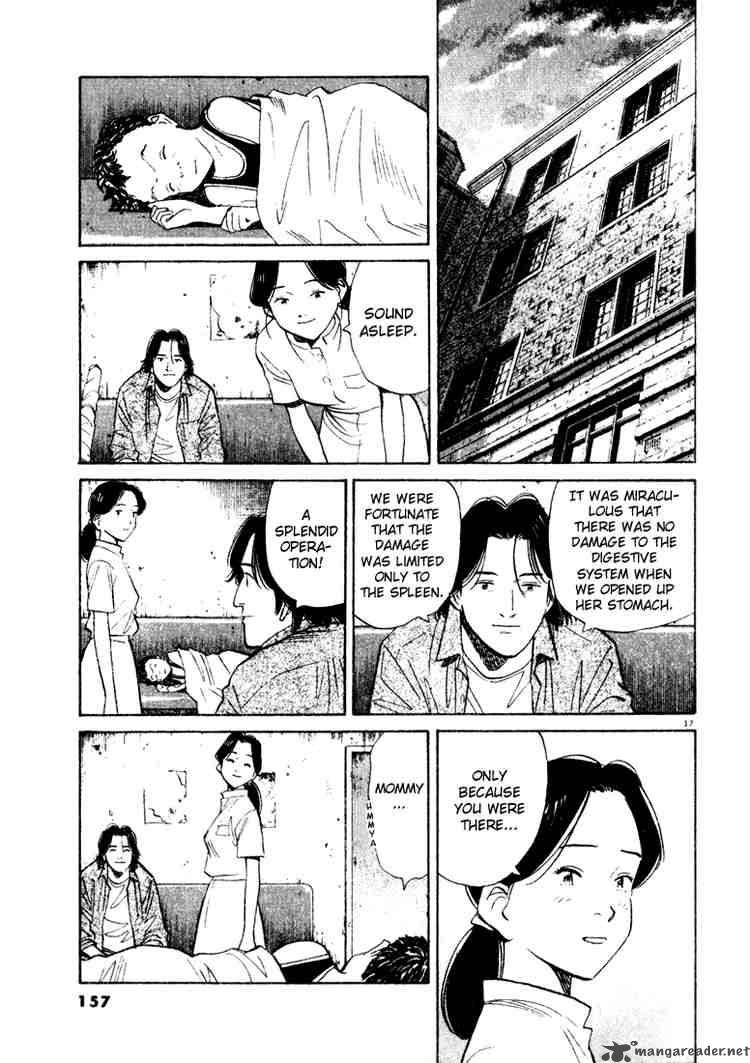 SOUND
ASLEEP.
IT WAS MIRACU-
LOUS THAT
THERE WAS NO
DAMAGE TO THE
DIGESTIVE
SYSTEM WHEN
WE OPENED UP
HER STOMACH.
WE WERE
FORTUNATE
THAT THE
DAMAGE
WAS LIMITED
ONLY TO
THE SPLEEN.
A
SPLENDID
OPERA-
TION!
17
ONLY
BECAUSE
YOU WERE
THERE...
MOMMY
...
157
mangareader.net